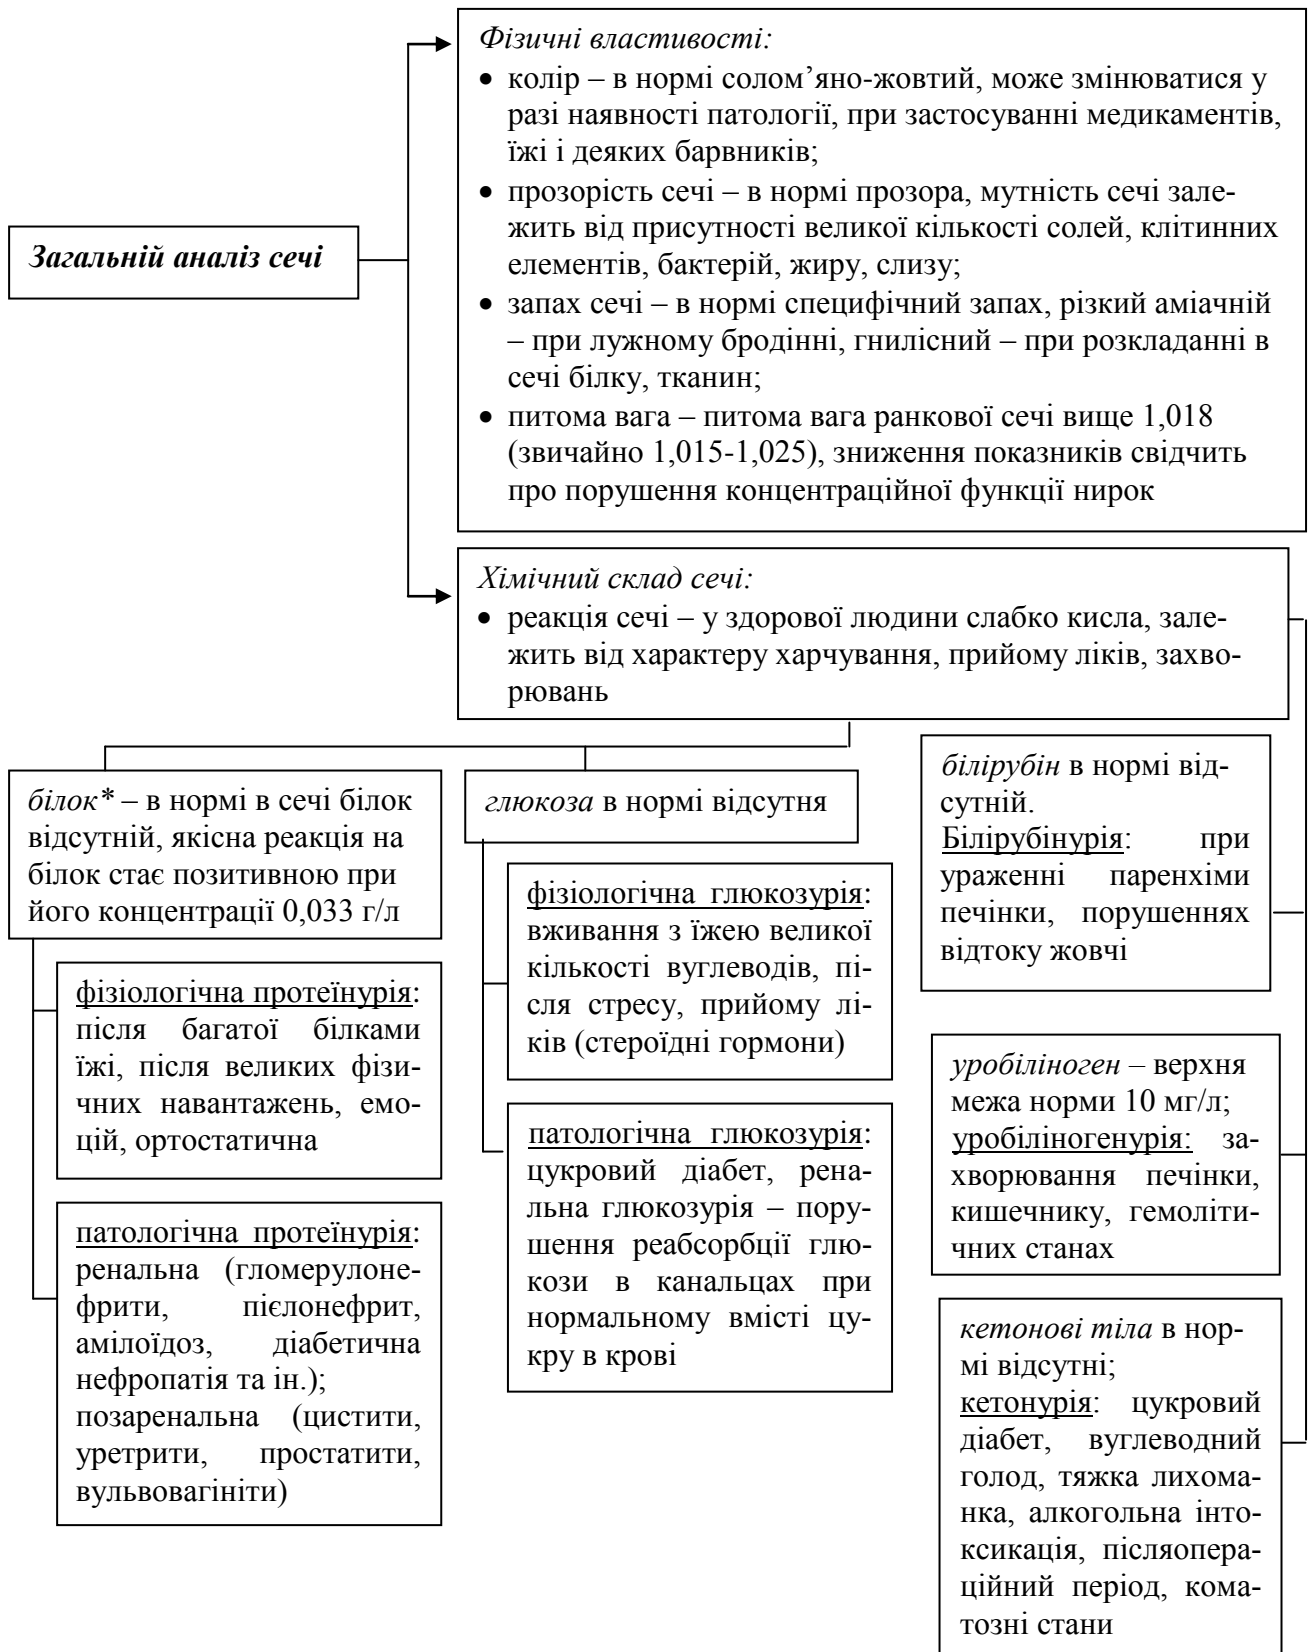 Фізичні властивості:
• колір – в нормі солом’яно-жовтий, може змінюватися у
разі наявності патології, при застосуванні медикаментів,
їжі і деяких барвників;
• прозорість сечі – в нормі прозора, мутність сечі зале-
жить від присутності великої кількості солей, клітинних
елементів, бактерій, жиру, слизу;
• запах сечі – в нормі специфічний запах, різкий аміачній
– при лужному бродінні, гнилісний – при розкладанні в
сечі білку, тканин;
• питома вага – питома вага ранкової сечі вище 1,018
(звичайно 1,015-1,025), зниження показників свідчить
про порушення концентраційної функції нирок
Загальній аналіз сечі
Хімічний склад сечі:
• реакція сечі – у здорової людини слабко кисла, зале-
жить від характеру харчування, прийому ліків, захво-
рювань
білок* – в нормі в сечі білок
відсутній, якісна реакція на
білок стає позитивною при
його концентрації 0,033 г/л
фізіологічна протеїнурія:
після багатої білками
їжі, після великих фізи-
чних навантажень, емо-
цій, ортостатична
патологічна протеїнурія:
ренальна (гломерулоне-
фрити, пієлонефрит,
амілоїдоз, діабетична
нефропатія та ін.);
позаренальна (цистити,
уретрити, простатити,
вульвовагініти)
глюкоза в нормі відсутня
фізіологічна глюкозурія:
вживання з їжею великої
кількості вуглеводів, пі-
сля стресу, прийому лі-
ків (стероїдні гормони)
патологічна глюкозурія:
цукровий діабет, рена-
льна глюкозурія – пору-
шення реабсорбції глю-
кози в канальцах при
нормальному вмісті цу-
кру в крові
білірубін в нормі від-
сутній.
Білірубінурія: при
ураженні паренхіми
печінки, порушеннях
відтоку жовчі
уробіліноген – верхня
межа норми 10 мг/л;
уробіліногенурія: за-
хворювання печінки,
кишечнику, гемоліти-
чних станах
кетонові тіла в нор-
мі відсутні;
кетонурія: цукровий
діабет, вуглеводний
голод, тяжка лихома-
нка, алкогольна інто-
ксикація, післяопера-
ційний період, кома-
тозні стани